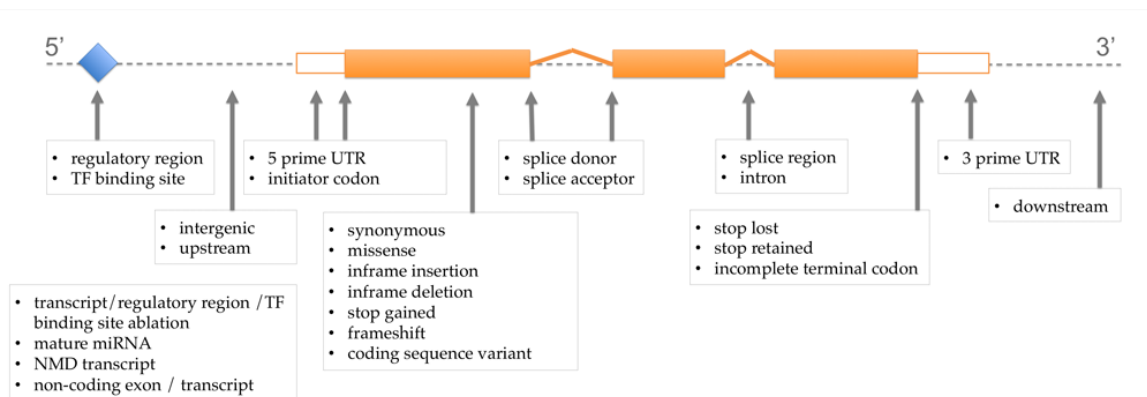 5’
3’
• regulatory region
• TF binding site
• intergenic
• upstream
• 5 prime UTR
• initiator codon
• synonymous
• missense
• inframe insertion
• inframe deletion
• stop gained
• frameshift
• coding sequence variant
• splice donor
• splice acceptor
• splice region
• intron
• stop lost
• stop retained
• incomplete terminal codon
• 3 prime UTR
• downstream
• transcript/regulatory region /TF
binding site ablation
• mature miRNA
• NMD transcript
• non-coding exon / transcript